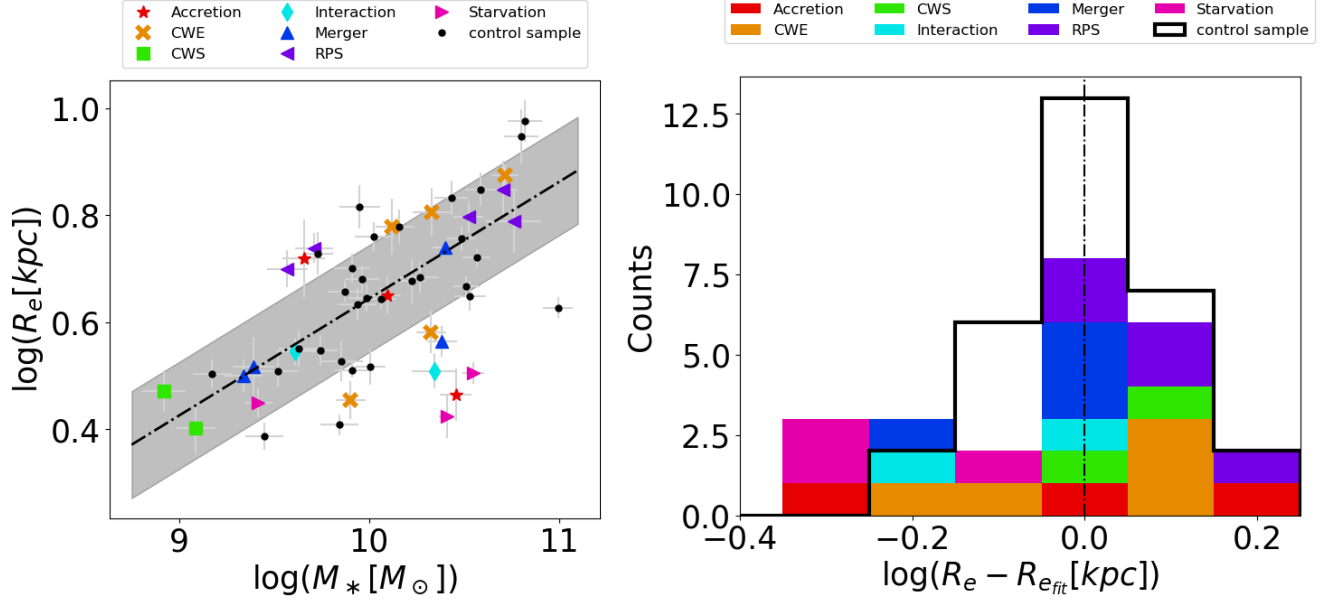 Accretion Interaction Starvation
CWE Merger control sample
CWS RPS
1.0
0.8
0.6
0.4
log(R_e[kpc])
9 10 11
log(M_*[M_⊙])
Accretion CWS Merger Starvation
CWE Interaction RPS control sample
12.5
10.0
7.5
5.0
2.5
0.0
Counts
−0.4 −0.2 0.0 0.2
log(R_e − R_{e_{fit}}[kpc])